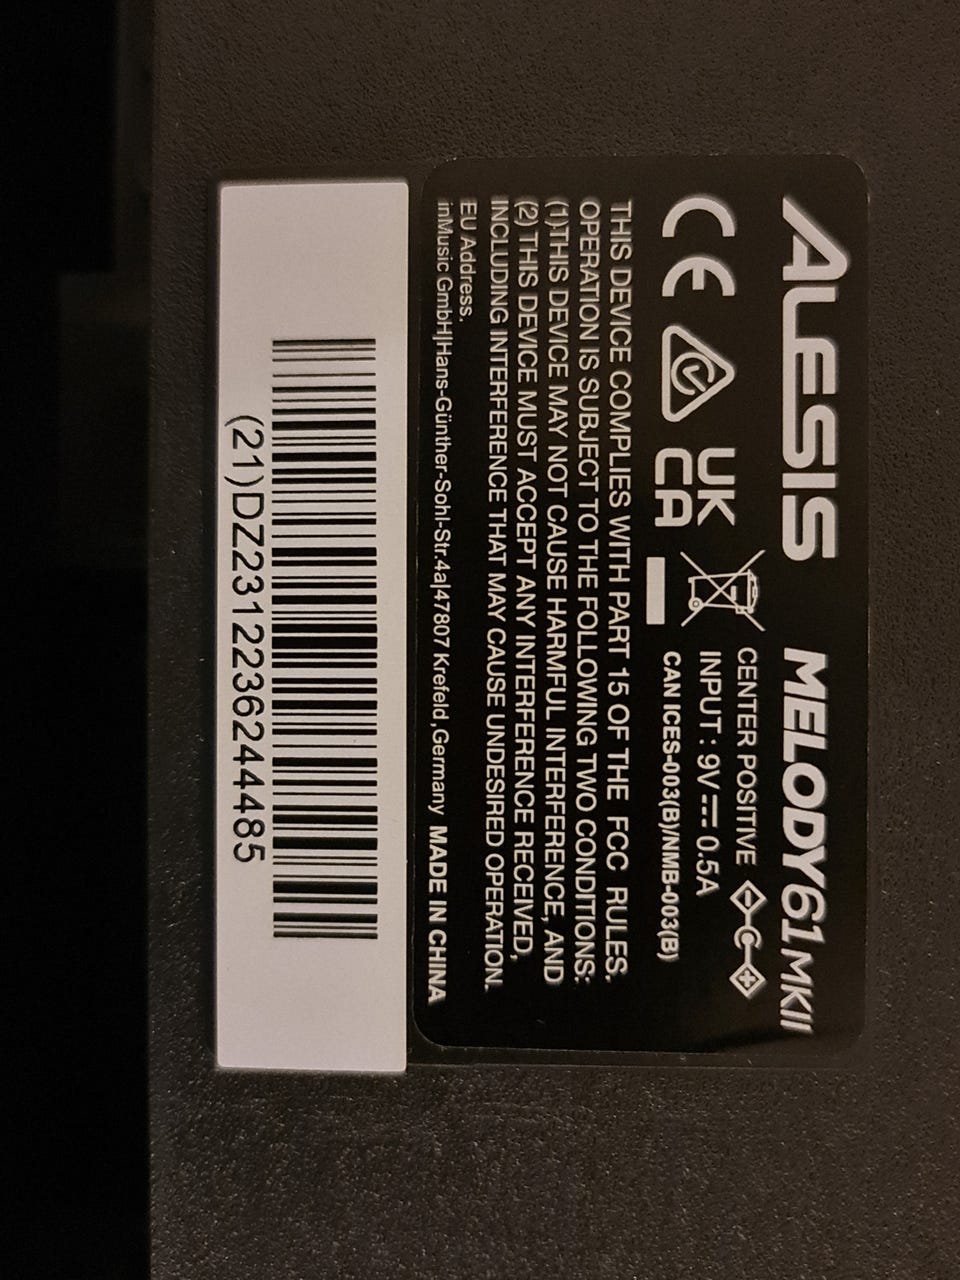 ALESIS MELODY61 MKII
CE UK CA
CENTER POSITIVE - C +
INPUT : 9V ⎓ 0.5A
CAN ICES-003(B)/NMB-003(B)
THIS DEVICE COMPLIES WITH PART 15 OF THE FCC RULES.
OPERATION IS SUBJECT TO THE FOLLOWING TWO CONDITIONS:
(1)THIS DEVICE MAY NOT CAUSE HARMFUL INTERFERENCE, AND
(2) THIS DEVICE MUST ACCEPT ANY INTERFERENCE RECEIVED,
INCLUDING INTERFERENCE THAT MAY CAUSE UNDESIRED OPERATION.
EU Address.
inMusic GmbH|Hans-Günther-Sohl-Str.4a|47807 Krefeld,Germany MADE IN CHINA
(21)DZ23122236244485